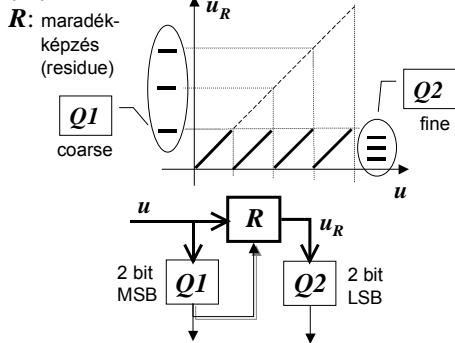 u_R
R: maradék-
képzés
(residue)
Q1
coarse
Q2
fine
u
u
R
u_R
2 bit
MSB
Q1
Q2
2 bit
LSB